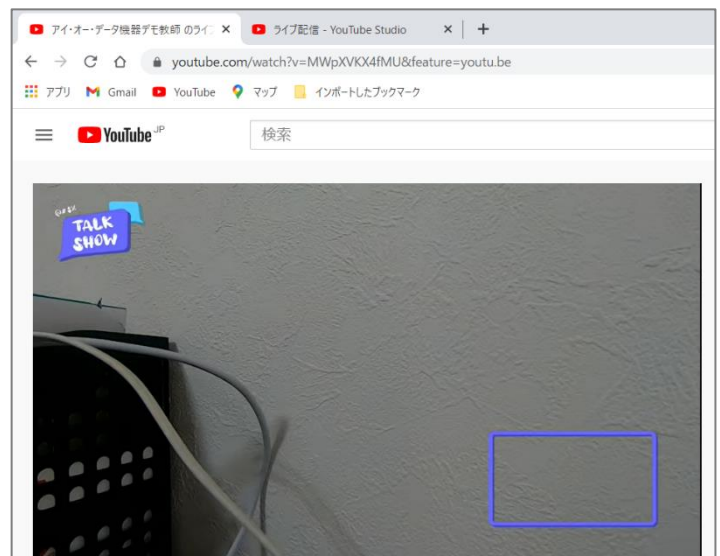 アイ・オー・データ機器デモ教師 のライ
ライブ配信 - YouTube Studio
youtube.com/watch?v=MWpXVKX4fMU&feature=youtu.be
アプリ
Gmail
YouTube
マップ
インポートしたブックマーク
YouTube JP
検索
TALK
SHOW